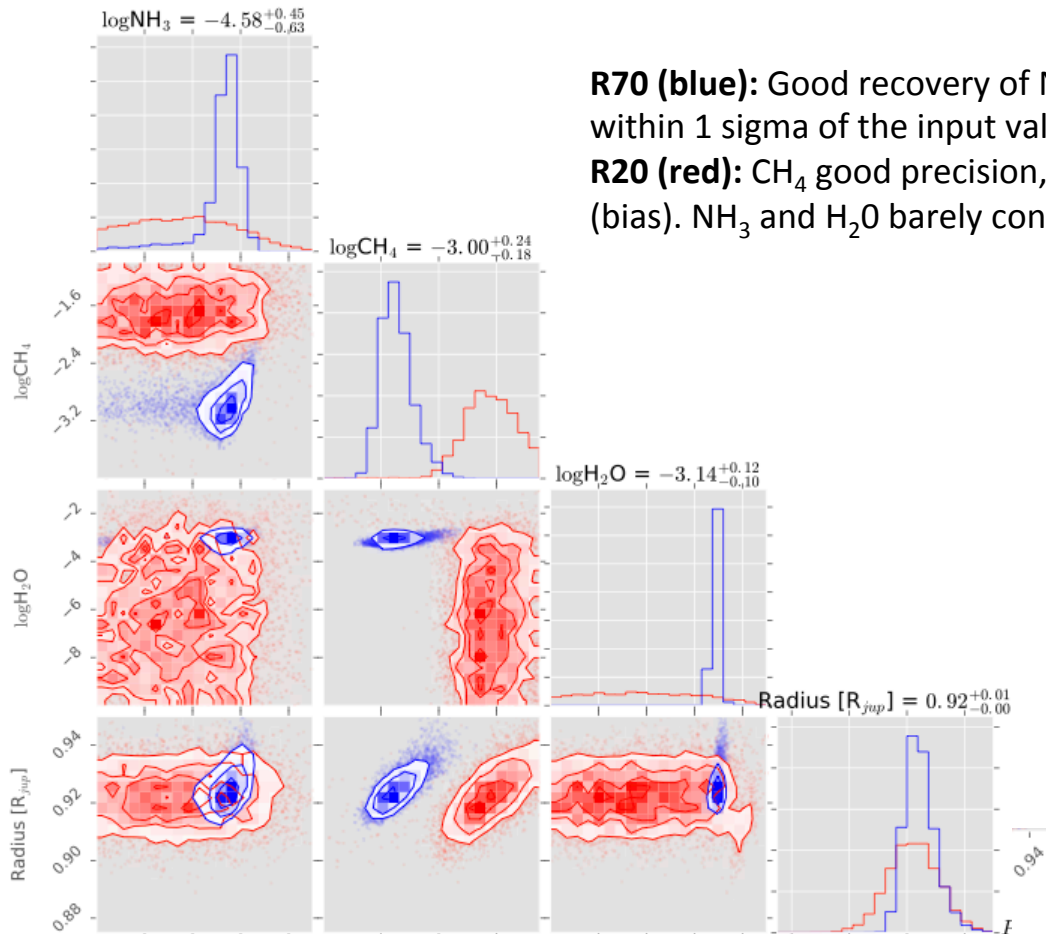 logNH₃ = −4.58 +0.45 −0.63
R70 (blue): Good recovery of N
within 1 sigma of the input val
R20 (red): CH₄ good precision,
(bias). NH₃ and H₂0 barely con
logCH₄ = −3.00 +0.24 −0.18
logCH₄
−1.6
−2.4
−3.2
logH₂O = −3.14 +0.12 −0.10
logH₂O
−2
−4
−6
−8
Radius [R_jup] = 0.92 +0.01 −0.00
Radius [R_jup]
0.94
0.92
0.90
0.88
0.94